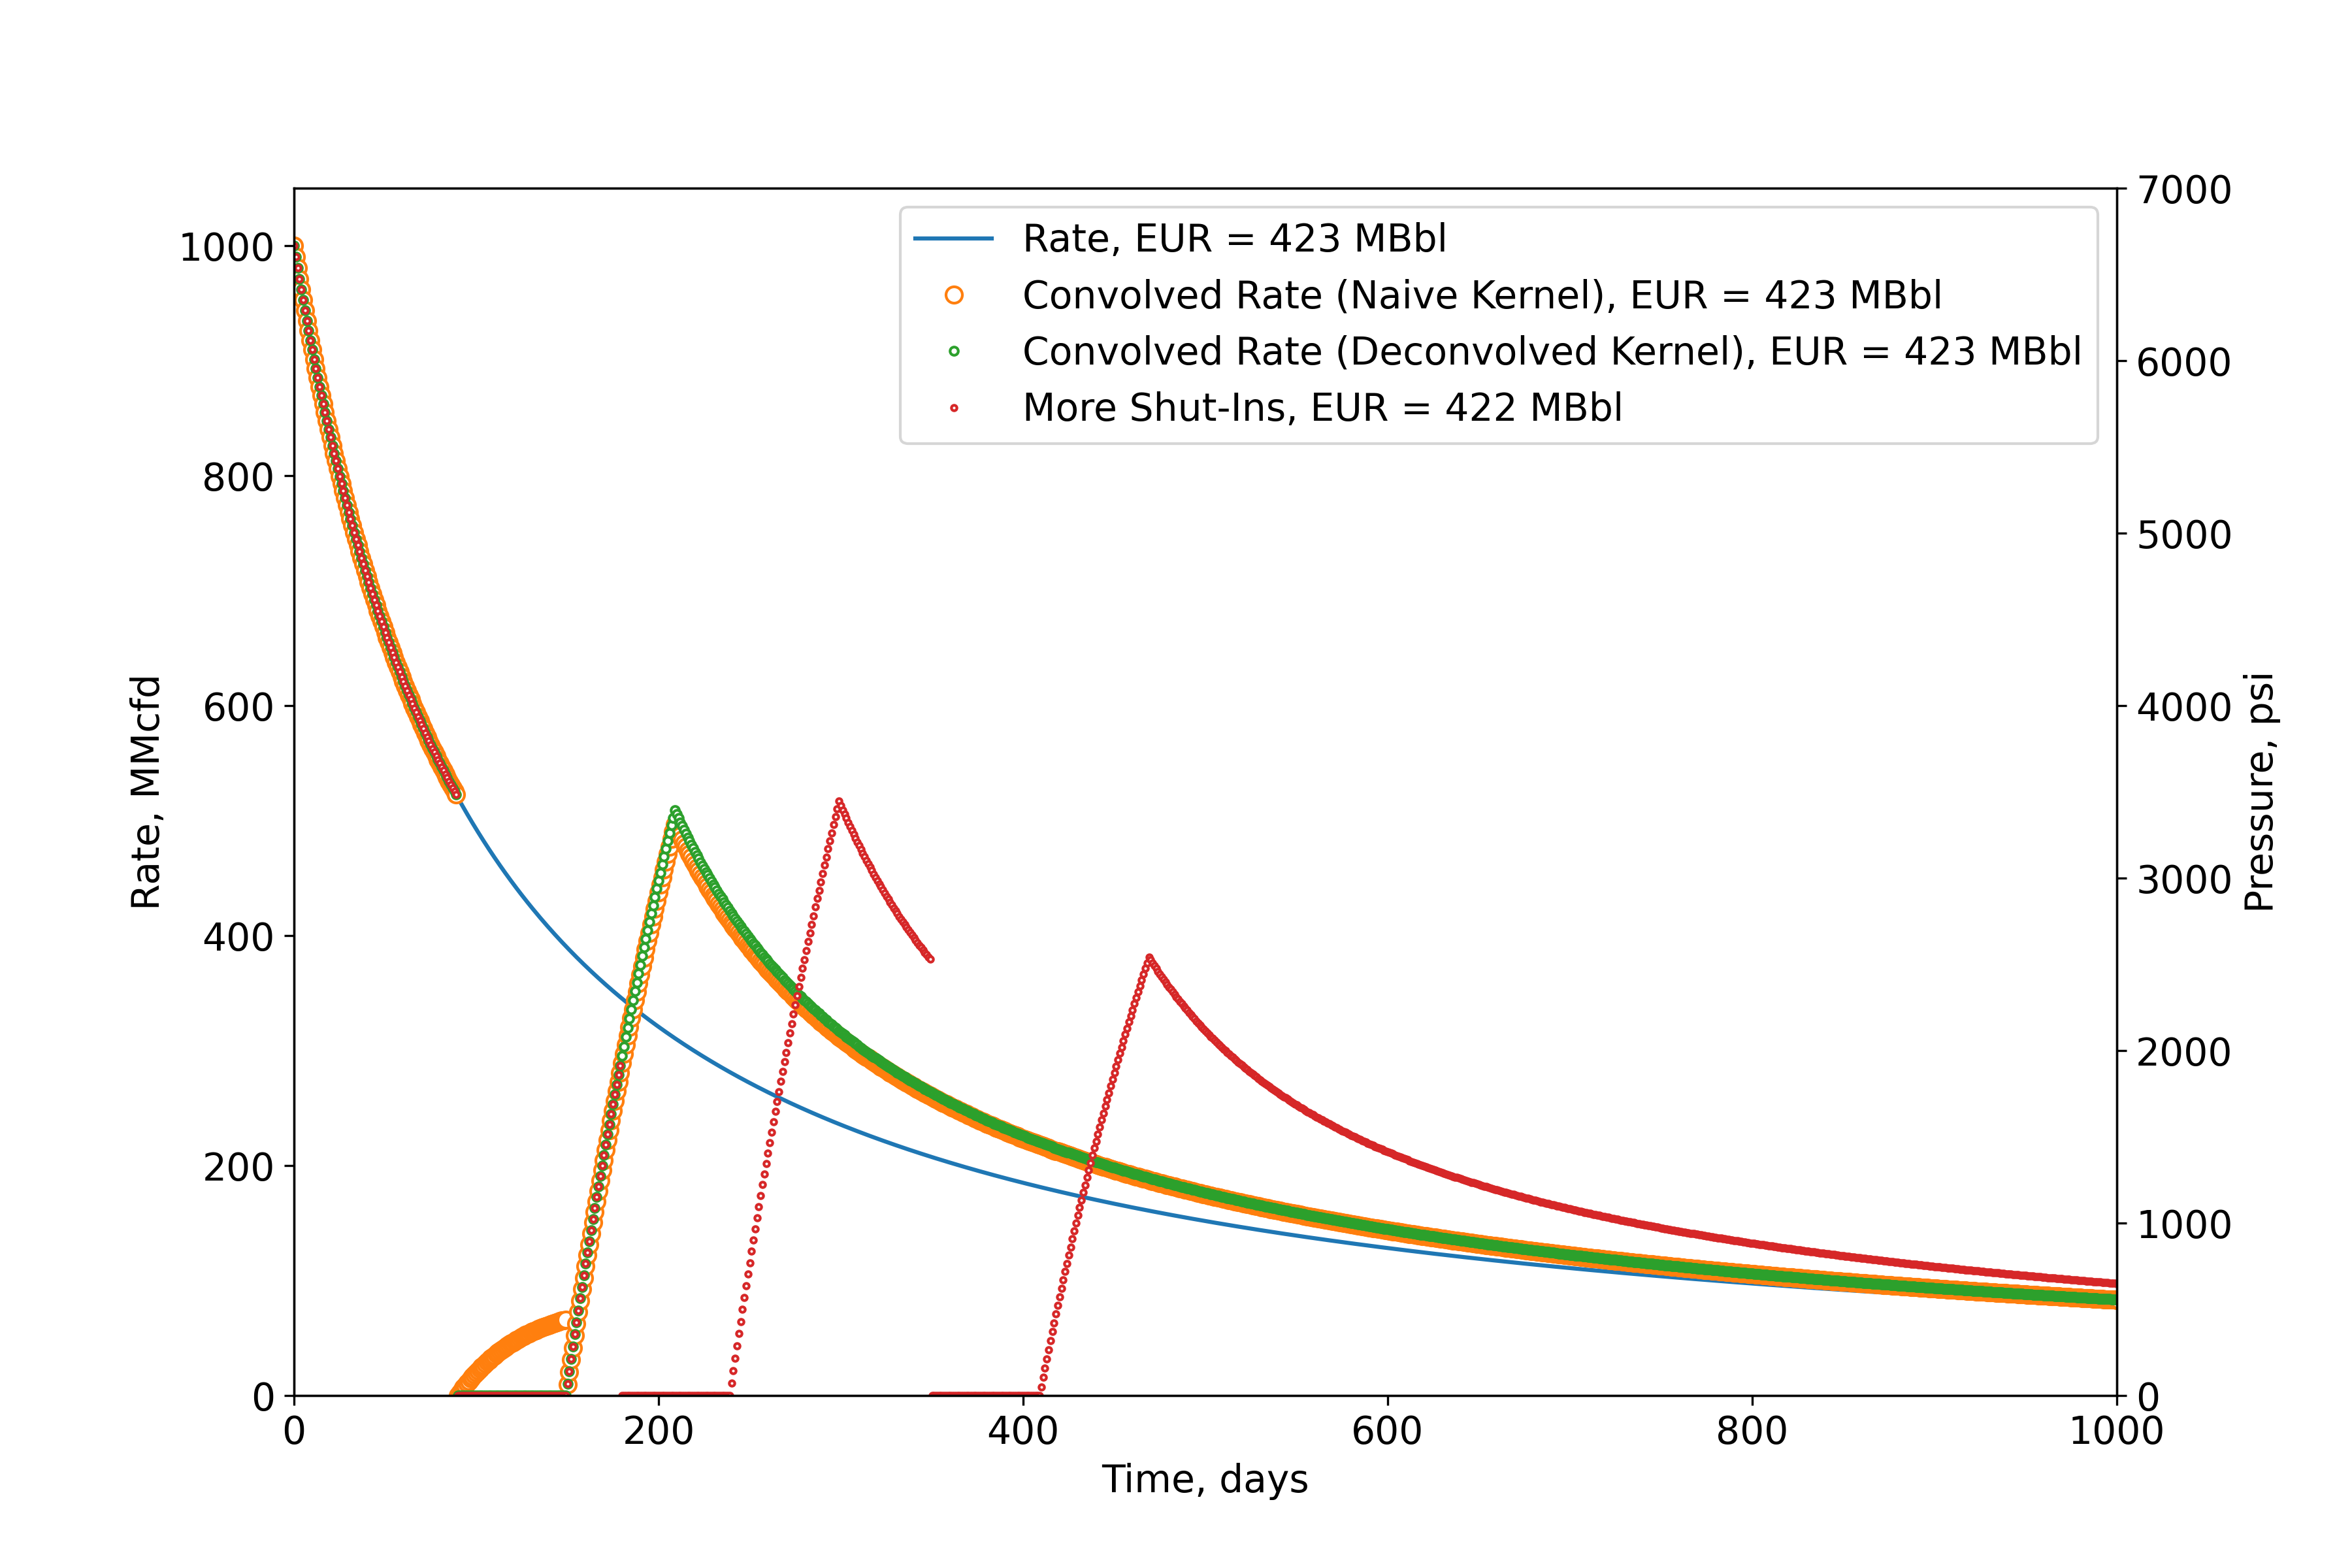 Rate, EUR = 423 MBbl
Convolved Rate (Naive Kernel), EUR = 423 MBbl
Convolved Rate (Deconvolved Kernel), EUR = 423 MBbl
More Shut-Ins, EUR = 422 MBbl
Rate, MMcfd
1000
800
600
400
200
0
7000
6000
5000
4000
3000
2000
1000
0
Pressure, psi
0 200 400 600 800 1000
Time, days